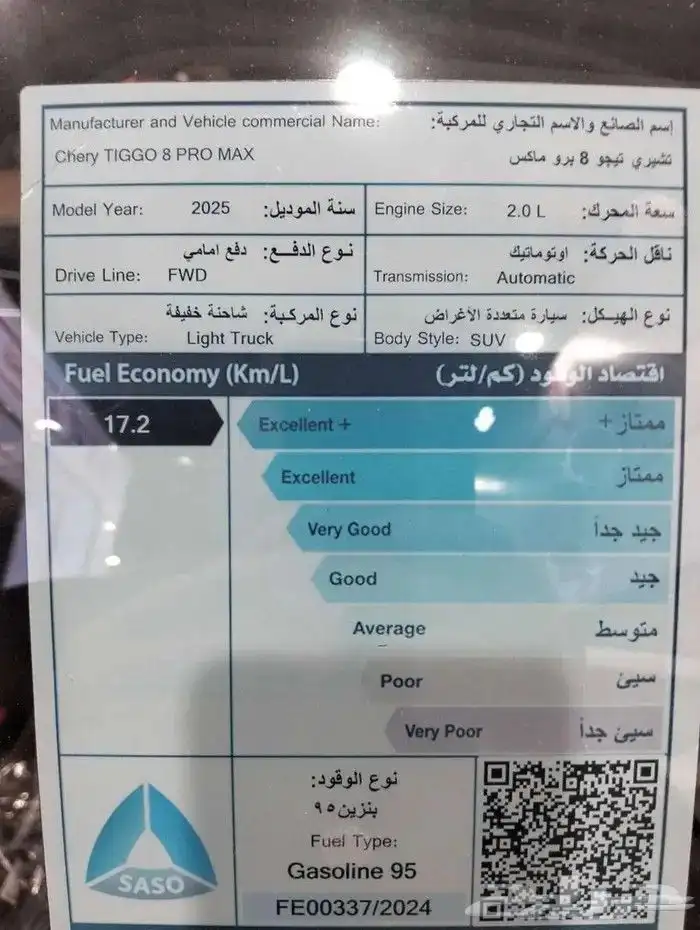 Manufacturer and Vehicle commercial Name: إسم الصانع والاسم التجاري للمركبة:
Chery TIGGO 8 PRO MAX تشيري تيجو 8 برو ماكس
Model Year: 2025 سنة الموديل:
Engine Size: 2.0 L سعة المحرك:
نوع الدفع: دفع امامي
Drive Line: FWD
ناقل الحركة: اوتوماتيك
Transmission: Automatic
نوع المركبة: شاحنة خفيفة
Vehicle Type: Light Truck
نوع الهيكل: سيارة متعددة الأغراض
Body Style: SUV
Fuel Economy (Km/L) اقتصاد الوقود (كم/لتر)
17.2
Excellent + ممتاز +
Excellent ممتاز
Very Good جيد جداً
Good جيد
Average متوسط
Poor سيئ
Very Poor سيئ جداً
SASO
نوع الوقود:
بنزين ٩٥
Fuel Type:
Gasoline 95
FE00337/2024